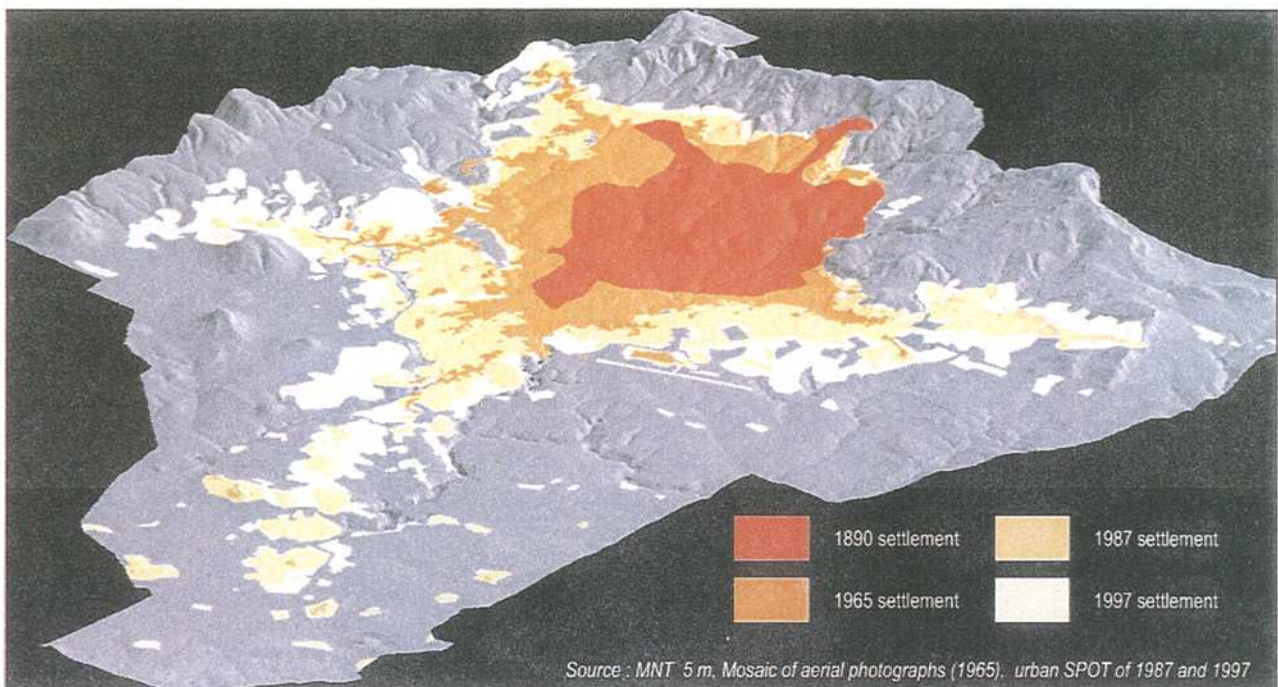 1890 settlement
1987 settlement
1965 settlement
1997 settlement
Source : MNT 5 m, Mosaic of aerial photographs (1965), urban SPOT of 1987 and 1997